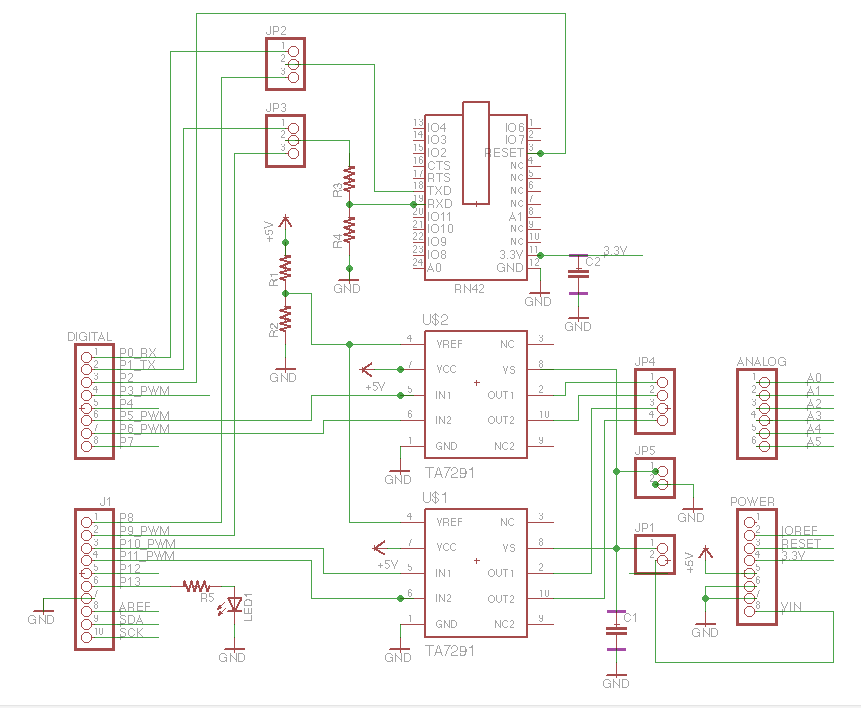 JP2
1
2
3
JP3
1
2
3
13 IO4 IO6 1
14 IO3 IO7 2
15 IO2 RESET 3
16 CTS NC 4
17 RTS NC 5
18 TXD NC 6
19 RXD NC 7
20 IO11 A1 8
21 IO10 NC 9
22 IO9 NC 10
23 IO8 3.3V 11
24 A0 GND 12
RN42
R3
R4
GND
+5V
R1
R2
GND
3.3V
C2
GND
GND
DIGITAL
1 P0_RX
2 P1_TX
3 P2
4 P3_PWM
5 P4
6 P5_PWM
7 P6_PWM
8 P7
U$2
4 VREF NC 3
7 VCC VS 8
+5V
5 IN1 OUT1 2
6 IN2 OUT2 10
1 GND NC2 9
GND
TA7291
JP4
1
2
3
4
ANALOG
1 A0
2 A1
3 A2
4 A3
5 A4
6 A5
JP5
1
2
GND
J1
1 P8
2 P9_PWM
3 P10_PWM
4 P11_PWM
5 P12
6 P13
7
8 AREF
9 SDA
10 SCK
GND
R5
LED1
GND
U$1
4 VREF NC 3
7 VCC VS 8
+5V
5 IN1 OUT1 2
6 IN2 OUT2 10
1 GND NC2 9
GND
TA7291
JP1
1
2
C1
GND
POWER
1
2 IOREF
3 RESET
4 3.3V
5
6
7
8 VIN
+5V
GND